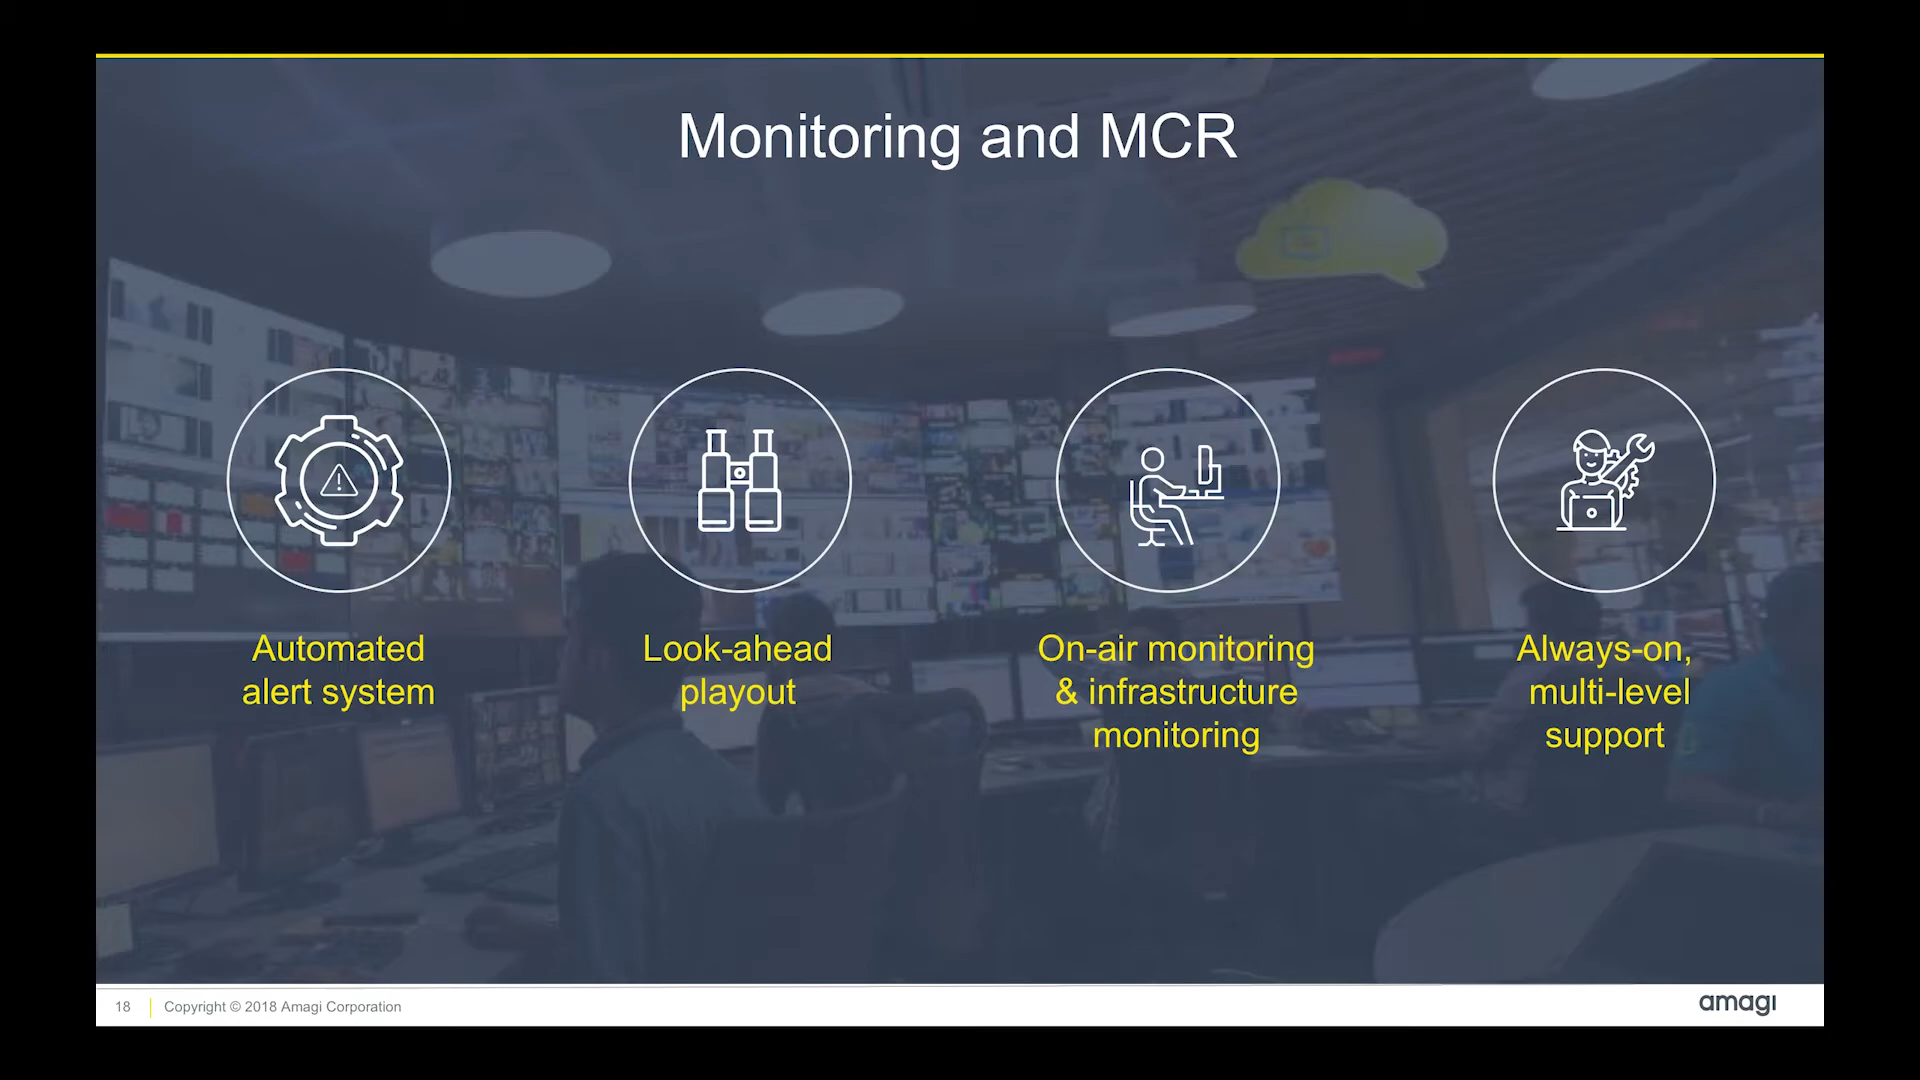 Monitoring and MCR
Automated
alert system
Look-ahead
playout
On-air monitoring
& infrastructure
monitoring
Always-on,
multi-level
support
18
Copyright © 2018 Amagi Corporation
amagi